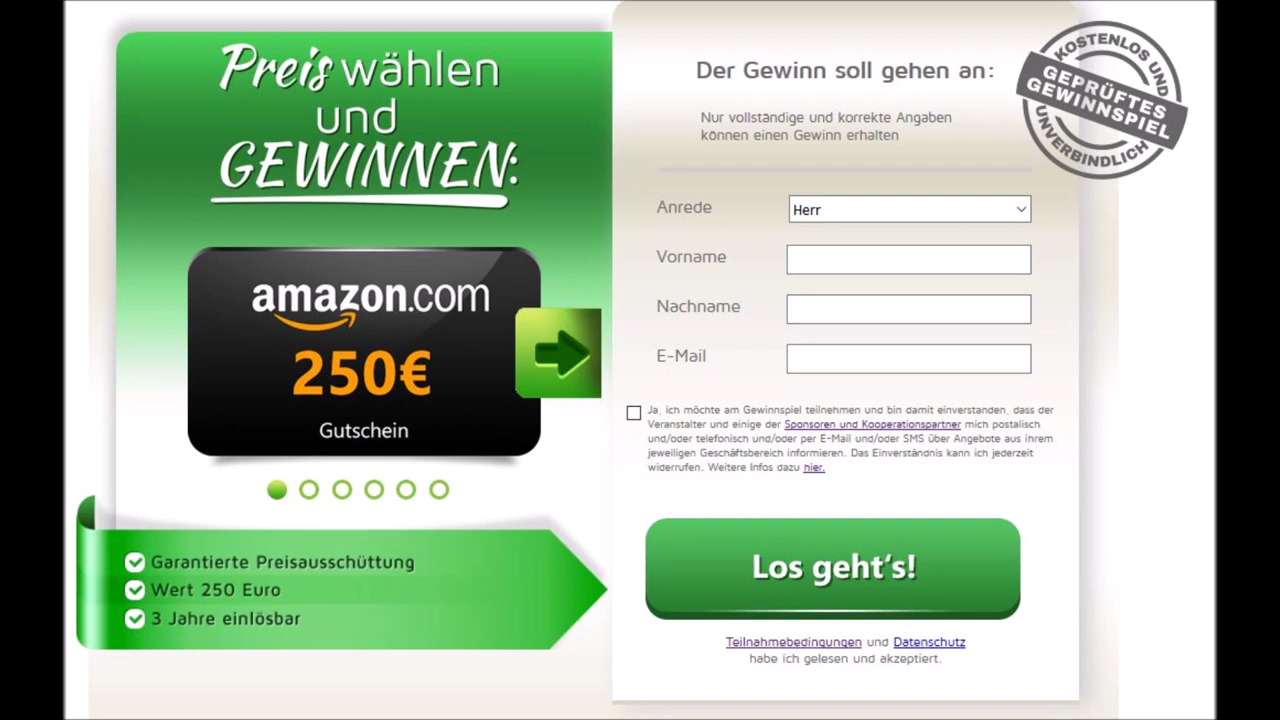 Preis wählen
und
GEWINNEN:
amazon.com
250€
Gutschein
Garantierte Preisausschüttung
Wert 250 Euro
3 Jahre einlösbar
Der Gewinn soll gehen an:
Nur vollständige und korrekte Angaben
können einen Gewinn erhalten
KOSTENLOS UND
GEPRÜFTES
GEWINNSPIEL
UNVERBINDLICH
Anrede
Herr
Vorname
Nachname
E-Mail
Ja, ich möchte am Gewinnspiel teilnehmen und bin damit einverstanden, dass der
Veranstalter und einige der Sponsoren und Kooperationspartner mich postalisch
und/oder telefonisch und/oder per E-Mail und/oder SMS über Angebote aus ihrem
jeweiligen Geschäftsbereich informieren. Das Einverständnis kann ich jederzeit
widerrufen. Weitere Infos dazu hier.
Los geht's!
Teilnahmebedingungen und Datenschutz
habe ich gelesen und akzeptiert.